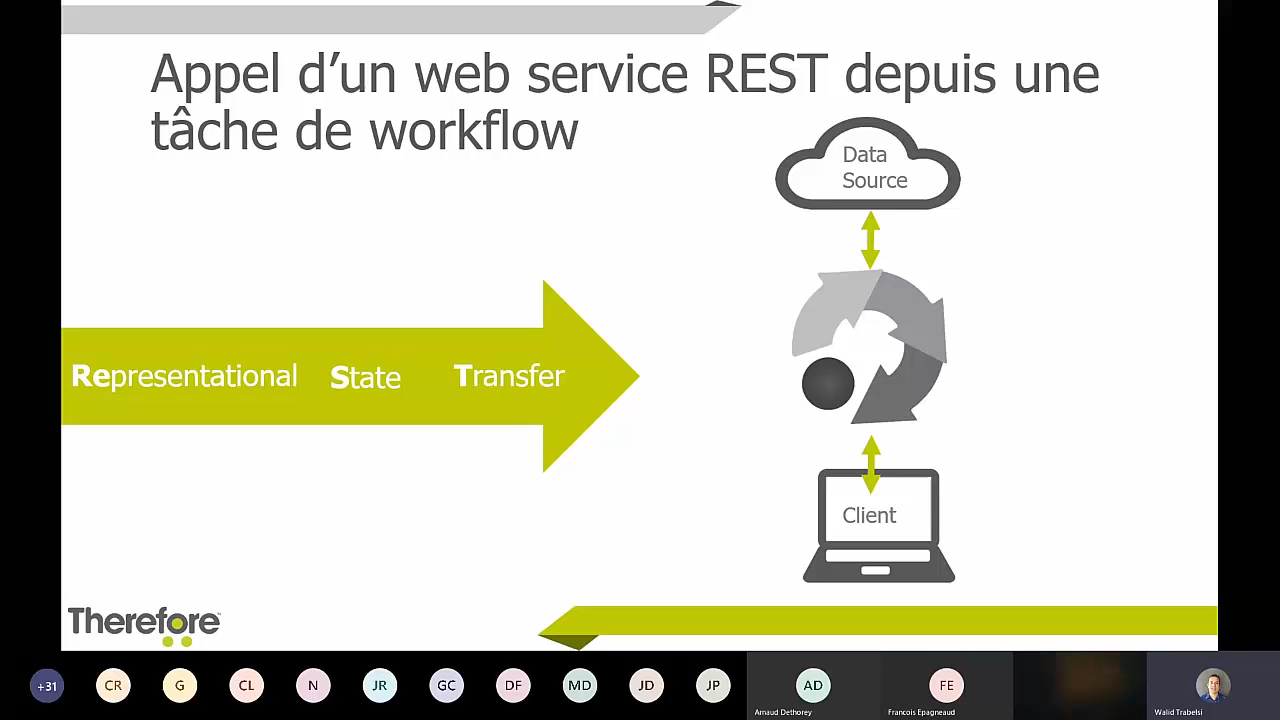 Appel d’un web service REST depuis une
tâche de workflow
Data
Source
Representational State Transfer
Client
Therefore™
+31 CR G CL N JR GC DF MD JD JP AD FE
Arnaud Dethorey Francois Epagneaud Walid Trabelsi